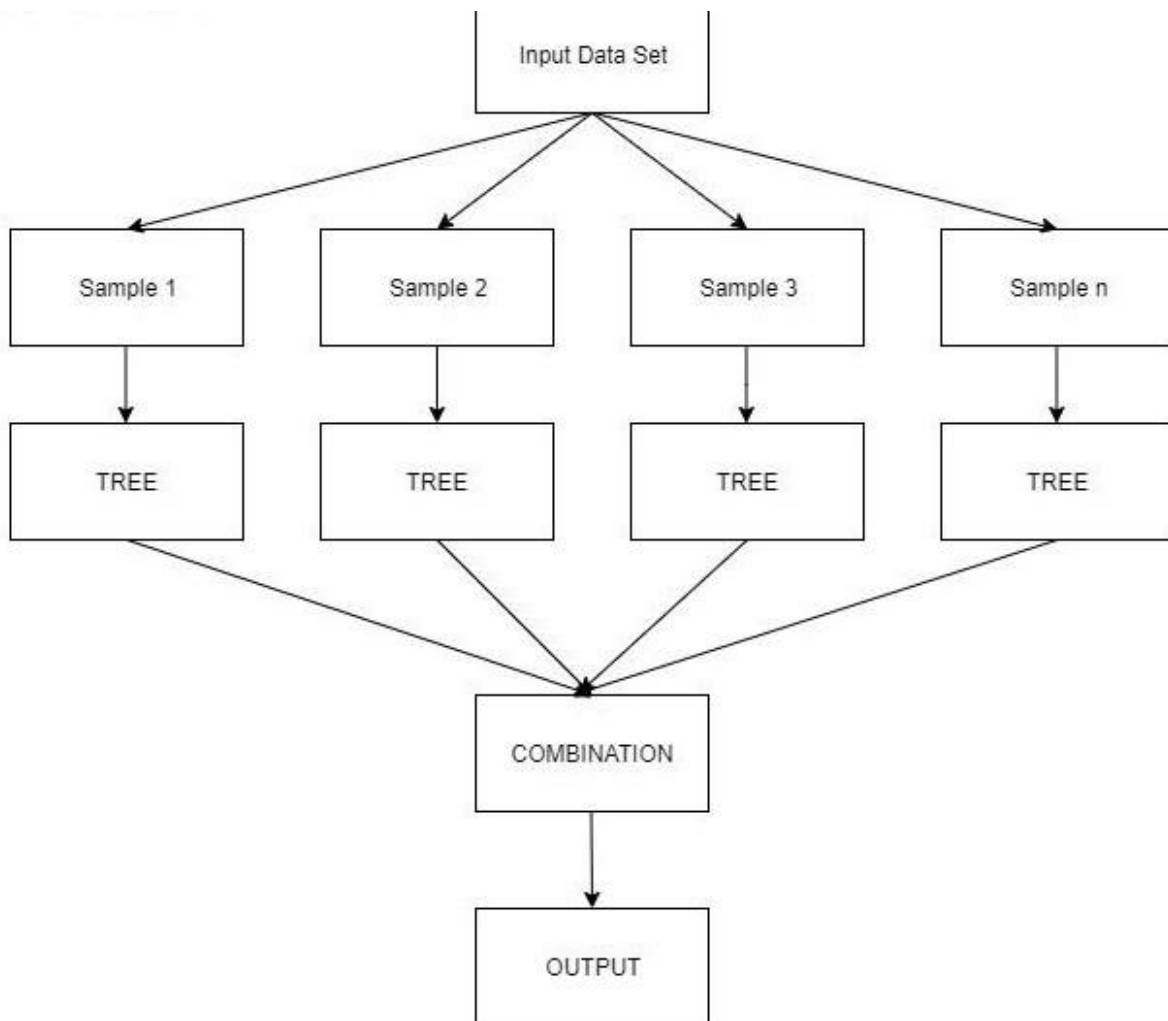 Input Data Set
Sample 1
Sample 2
Sample 3
Sample n
TREE
TREE
TREE
TREE
COMBINATION
OUTPUT